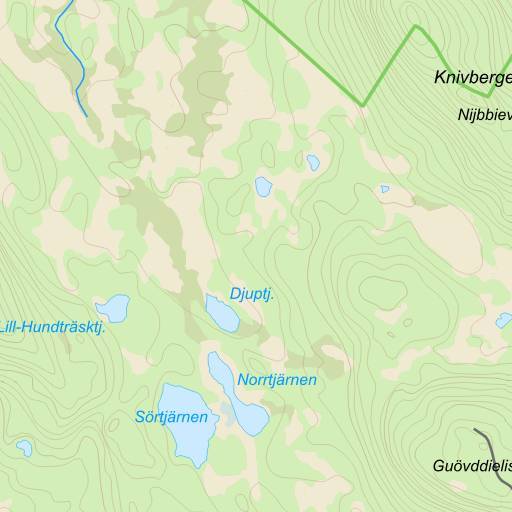 Knivberge
Nijbbiev
Djuptj.
Lill-Hundträsktj.
Norrtjärnen
Sörtjärnen
Guövddielis